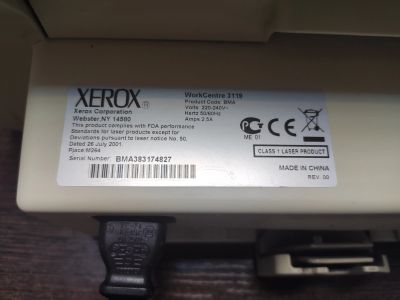 XEROX®
Xerox Corporation
Webster,NY 14580
This product complies with FDA performance
Standards for laser products except for
Deviations pursuant to laser notice No. 50,
Dated 26 July 2001.
P/ace M264
Serial Number BMA383174827
WorkCentre 3119
Product Code: BMA
Volts 220-240V~
Hertz 50/60Hz
Amps 2.5A
ME 01
CE
CLASS 1 LASER PRODUCT
MADE IN CHINA
REV. 00